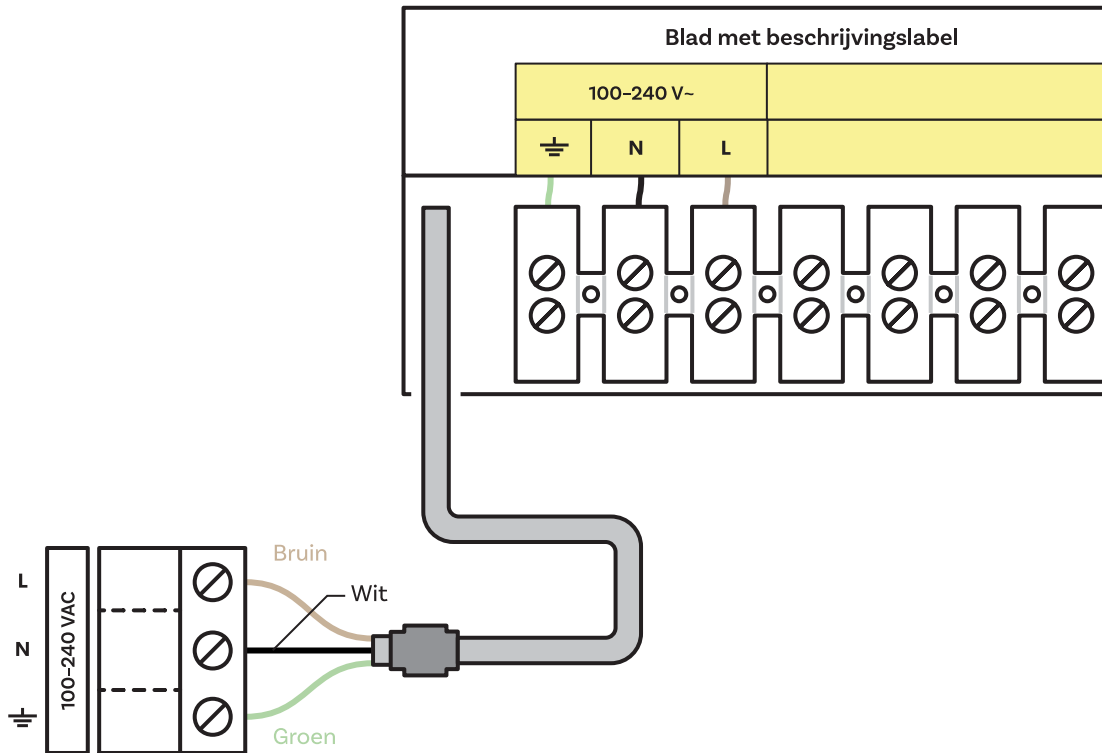 Blad met beschrijvingslabel
100–240 V~
N
L
Bruin
L
Wit
100–240 VAC
N
Groen